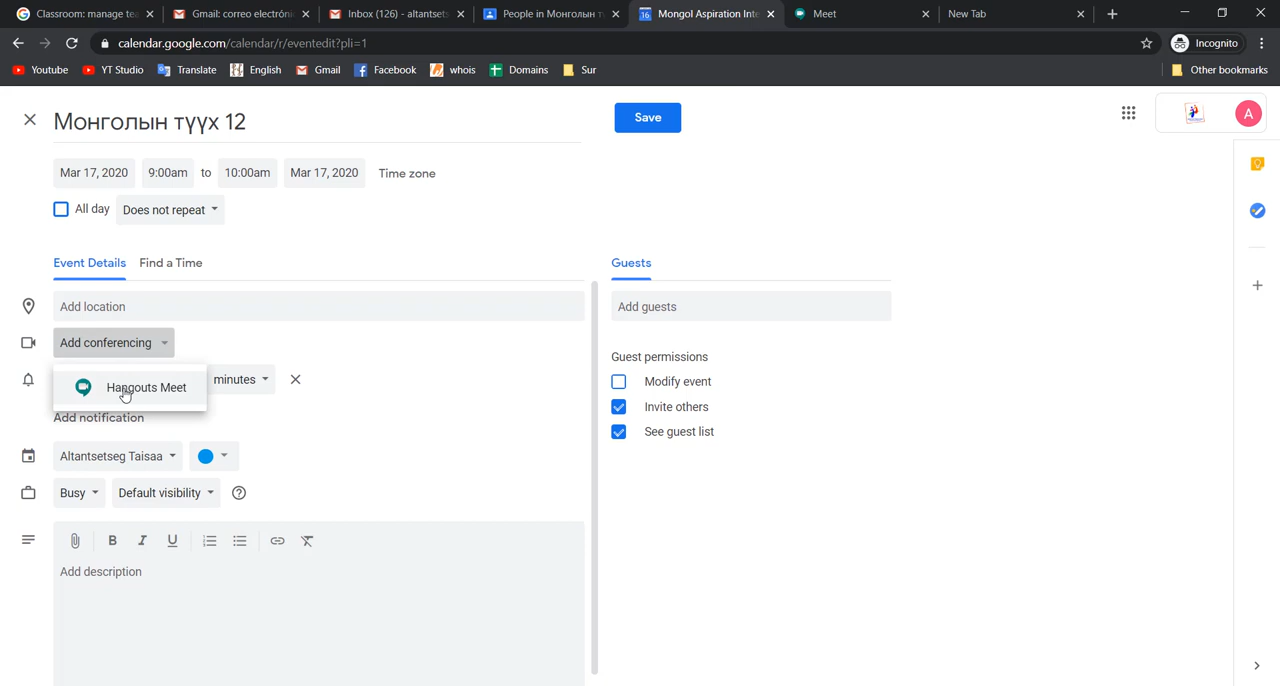 Classroom: manage tea
Gmail: correo electróni
Inbox (126) - altantsets
People in Монголын т
Mongol Aspiration Inte
Meet
New Tab
calendar.google.com/calendar/r/eventedit?pli=1
Incognito
Youtube
YT Studio
Translate
English
Gmail
Facebook
whois
Domains
Sur
Other bookmarks
Монголын түүх 12
Save
A
Mar 17, 2020
9:00am
to
10:00am
Mar 17, 2020
Time zone
All day
Does not repeat
Event Details
Find a Time
Guests
Add location
Add guests
Add conferencing
Guest permissions
Hangouts Meet
minutes
Modify event
Invite others
Add notification
See guest list
Altantsetseg Taisaa
Busy
Default visibility
B I U
Add description